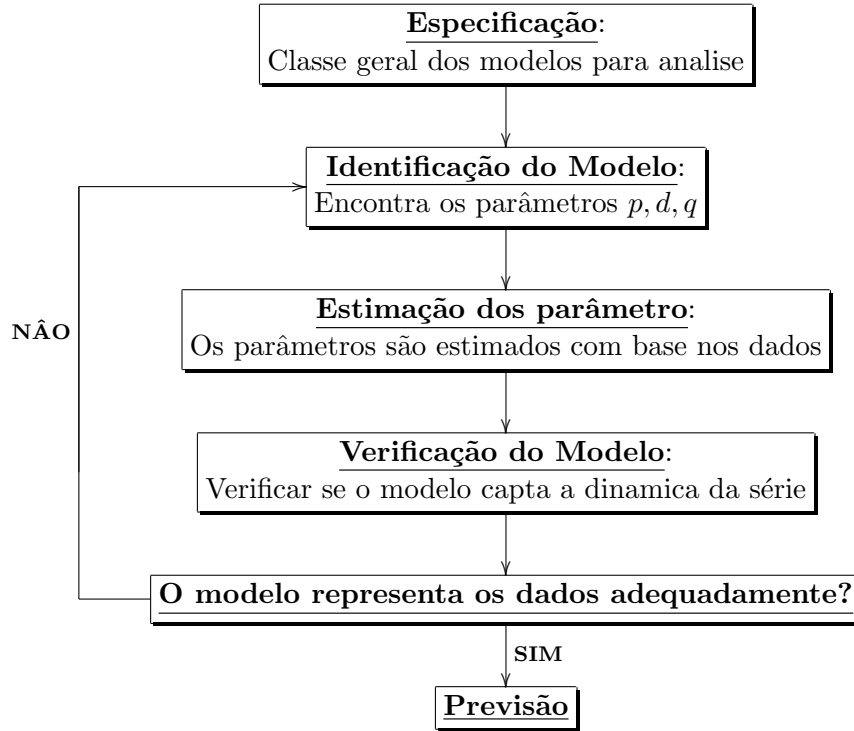 Especificação:
Classe geral dos modelos para analise
Identificação do Modelo:
Encontra os parâmetros p, d, q
Estimação dos parâmetro:
NÂO
Os parâmetros são estimados com base nos dados
Verificação do Modelo:
Verificar se o modelo capta a dinamica da série
O modelo representa os dados adequadamente?
SIM
Previsão